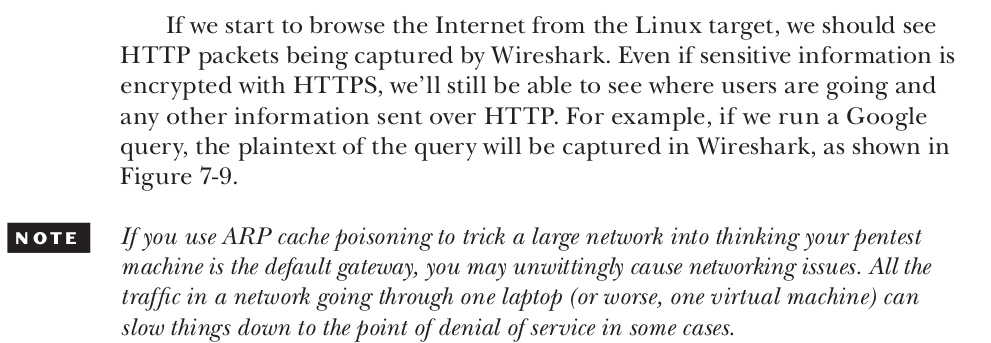 If we start to browse the Internet from the Linux target, we should see
HTTP packets being captured by Wireshark. Even if sensitive information is
encrypted with HTTPS, we’ll still be able to see where users are going and
any other information sent over HTTP. For example, if we run a Google
query, the plaintext of the query will be captured in Wireshark, as shown in
Figure 7-9.
NOTE If you use ARP cache poisoning to trick a large network into thinking your pentest
machine is the default gateway, you may unwittingly cause networking issues. All the
traffic in a network going through one laptop (or worse, one virtual machine) can
slow things down to the point of denial of service in some cases.